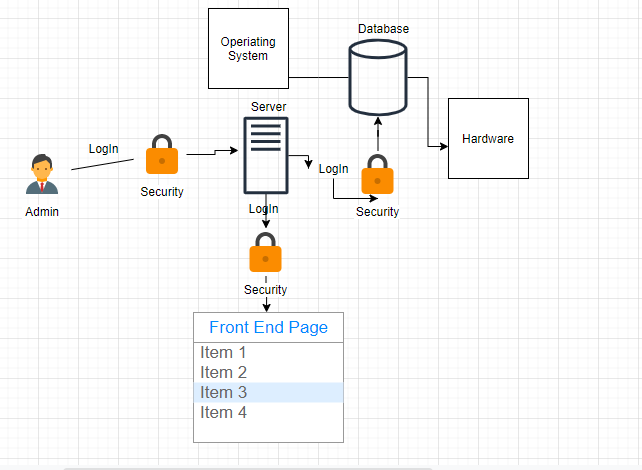 Database
Operiating
System
Server
Hardware
LogIn
LogIn
Security
Admin
LogIn
Security
Security
Front End Page
Item 1
Item 2
Item 3
Item 4